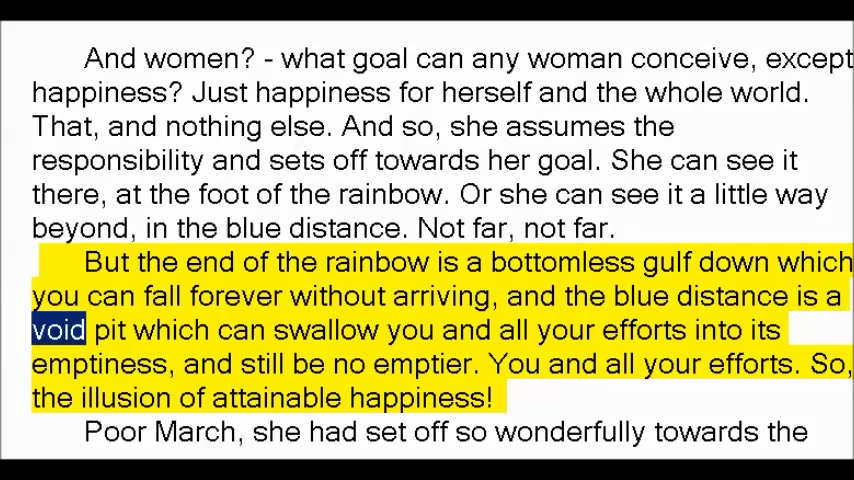 And women? - what goal can any woman conceive, except
happiness? Just happiness for herself and the whole world.
That, and nothing else. And so, she assumes the
responsibility and sets off towards her goal. She can see it
there, at the foot of the rainbow. Or she can see it a little way
beyond, in the blue distance. Not far, not far.
But the end of the rainbow is a bottomless gulf down which
you can fall forever without arriving, and the blue distance is a
void pit which can swallow you and all your efforts into its
emptiness, and still be no emptier. You and all your efforts. So,
the illusion of attainable happiness!
Poor March, she had set off so wonderfully towards the